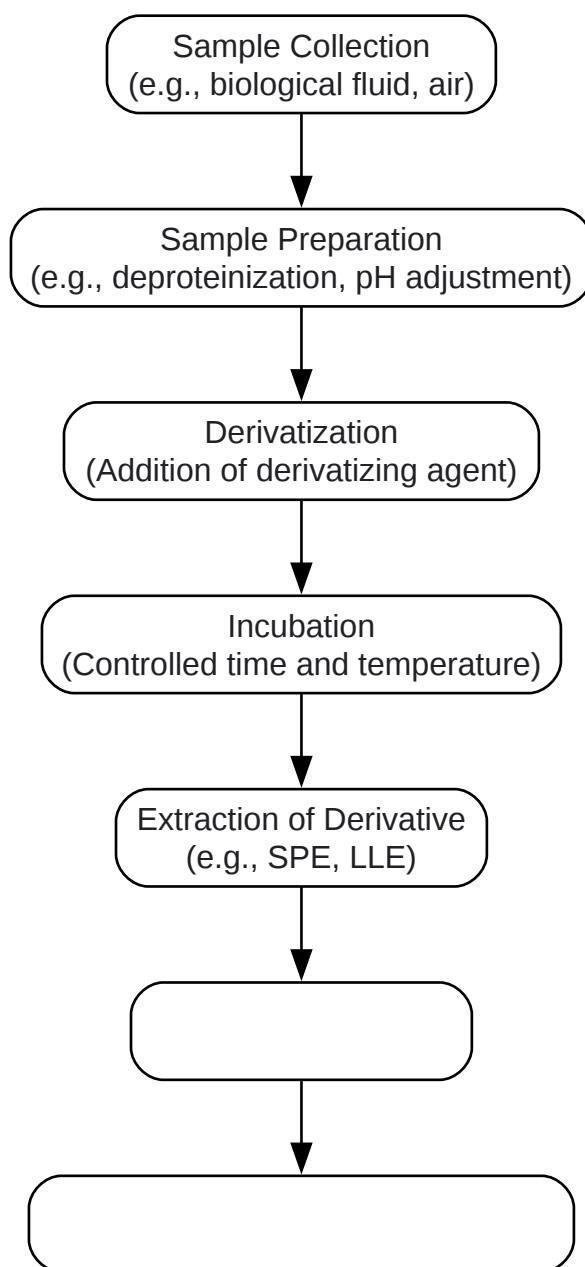 Sample Collection
(e.g., biological fluid, air)
Sample Preparation
(e.g., deproteinization, pH adjustment)
Derivatization
(Addition of derivatizing agent)
Incubation
(Controlled time and temperature)
Extraction of Derivative
(e.g., SPE, LLE)